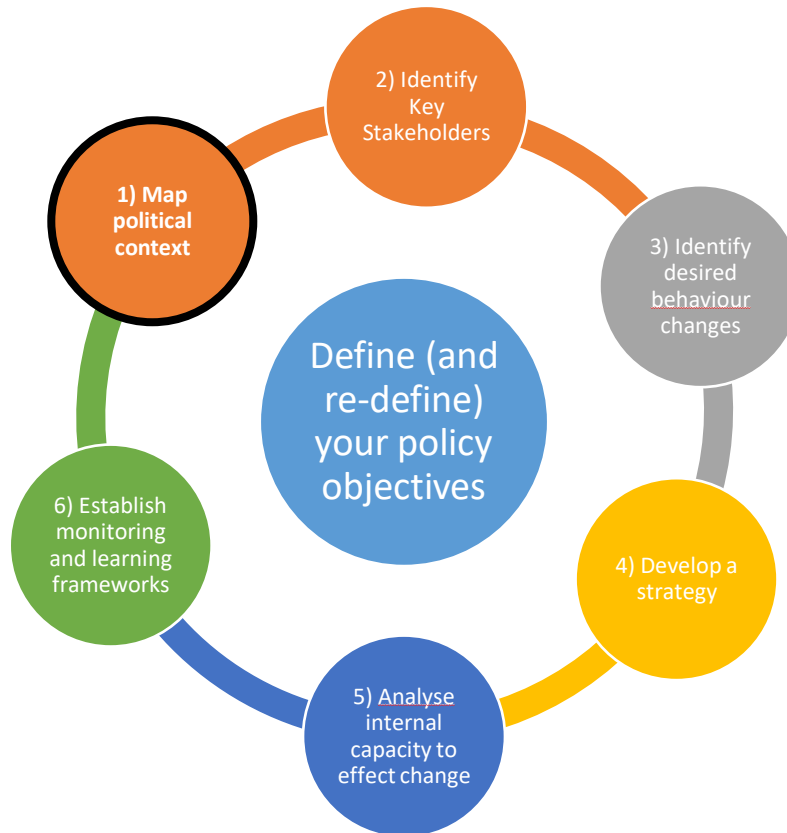 2) Identify
Key
Stakeholders
1) Map
political
context
3) Identify
desired
behaviour
changes
Define (and
re-define)
your policy
objectives
6) Establish
monitoring
and learning
frameworks
4) Develop a
strategy
5) Analyse
internal
capacity to
effect change